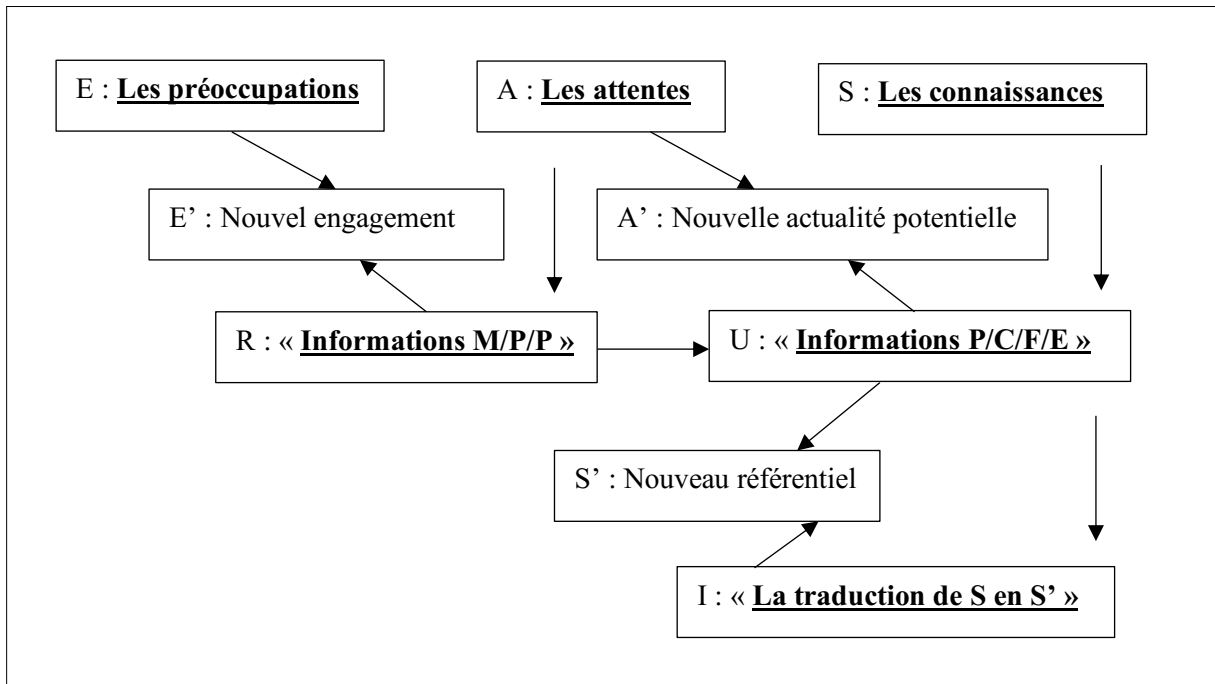 E : Les préoccupations
A : Les attentes
S : Les connaissances
E’ : Nouvel engagement
A’ : Nouvelle actualité potentielle
R : « Informations M/P/P »
U : « Informations P/C/F/E »
S’ : Nouveau référentiel
I : « La traduction de S en S’ »